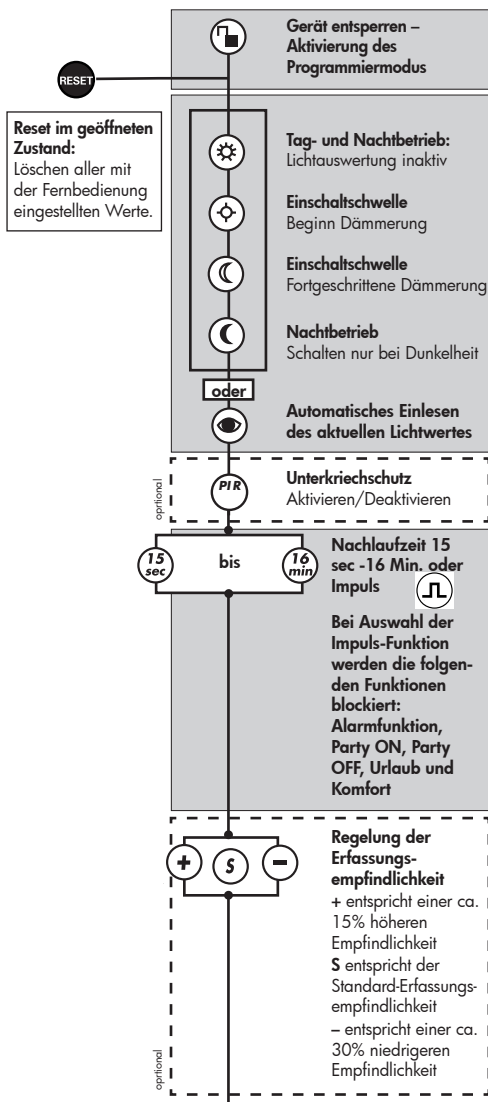 Gerät entsperren –
Aktivierung des
Programmiermodus
RESET
Reset im geöffneten
Zustand:
Löschen aller mit
der Fernbedienung
eingestellten Werte.
Tag- und Nachtbetrieb:
Lichtauswertung inaktiv
Einschaltschwelle
Beginn Dämmerung
Einschaltschwelle
Fortgeschrittene Dämmerung
Nachtbetrieb
Schalten nur bei Dunkelheit
oder
Automatisches Einlesen
des aktuellen Lichtwertes
oprtional
PIR
Unterkriechschutz
Aktivieren/Deaktivieren
15
sec
bis
16
min
Nachlaufzeit 15
sec -16 Min. oder
Impuls
Bei Auswahl der
Impuls-Funktion
werden die folgen-
den Funktionen
blockiert:
Alarmfunktion,
Party ON, Party
OFF, Urlaub und
Komfort
+
S
–
Regelung der
Erfassungs-
empfindlichkeit
+ entspricht einer ca.
15% höheren
Empfindlichkeit
S entspricht der
Standard-Erfassungs-
empfindlichkeit
– entspricht einer ca.
30% niedrigeren
Empfindlichkeit
oprtional